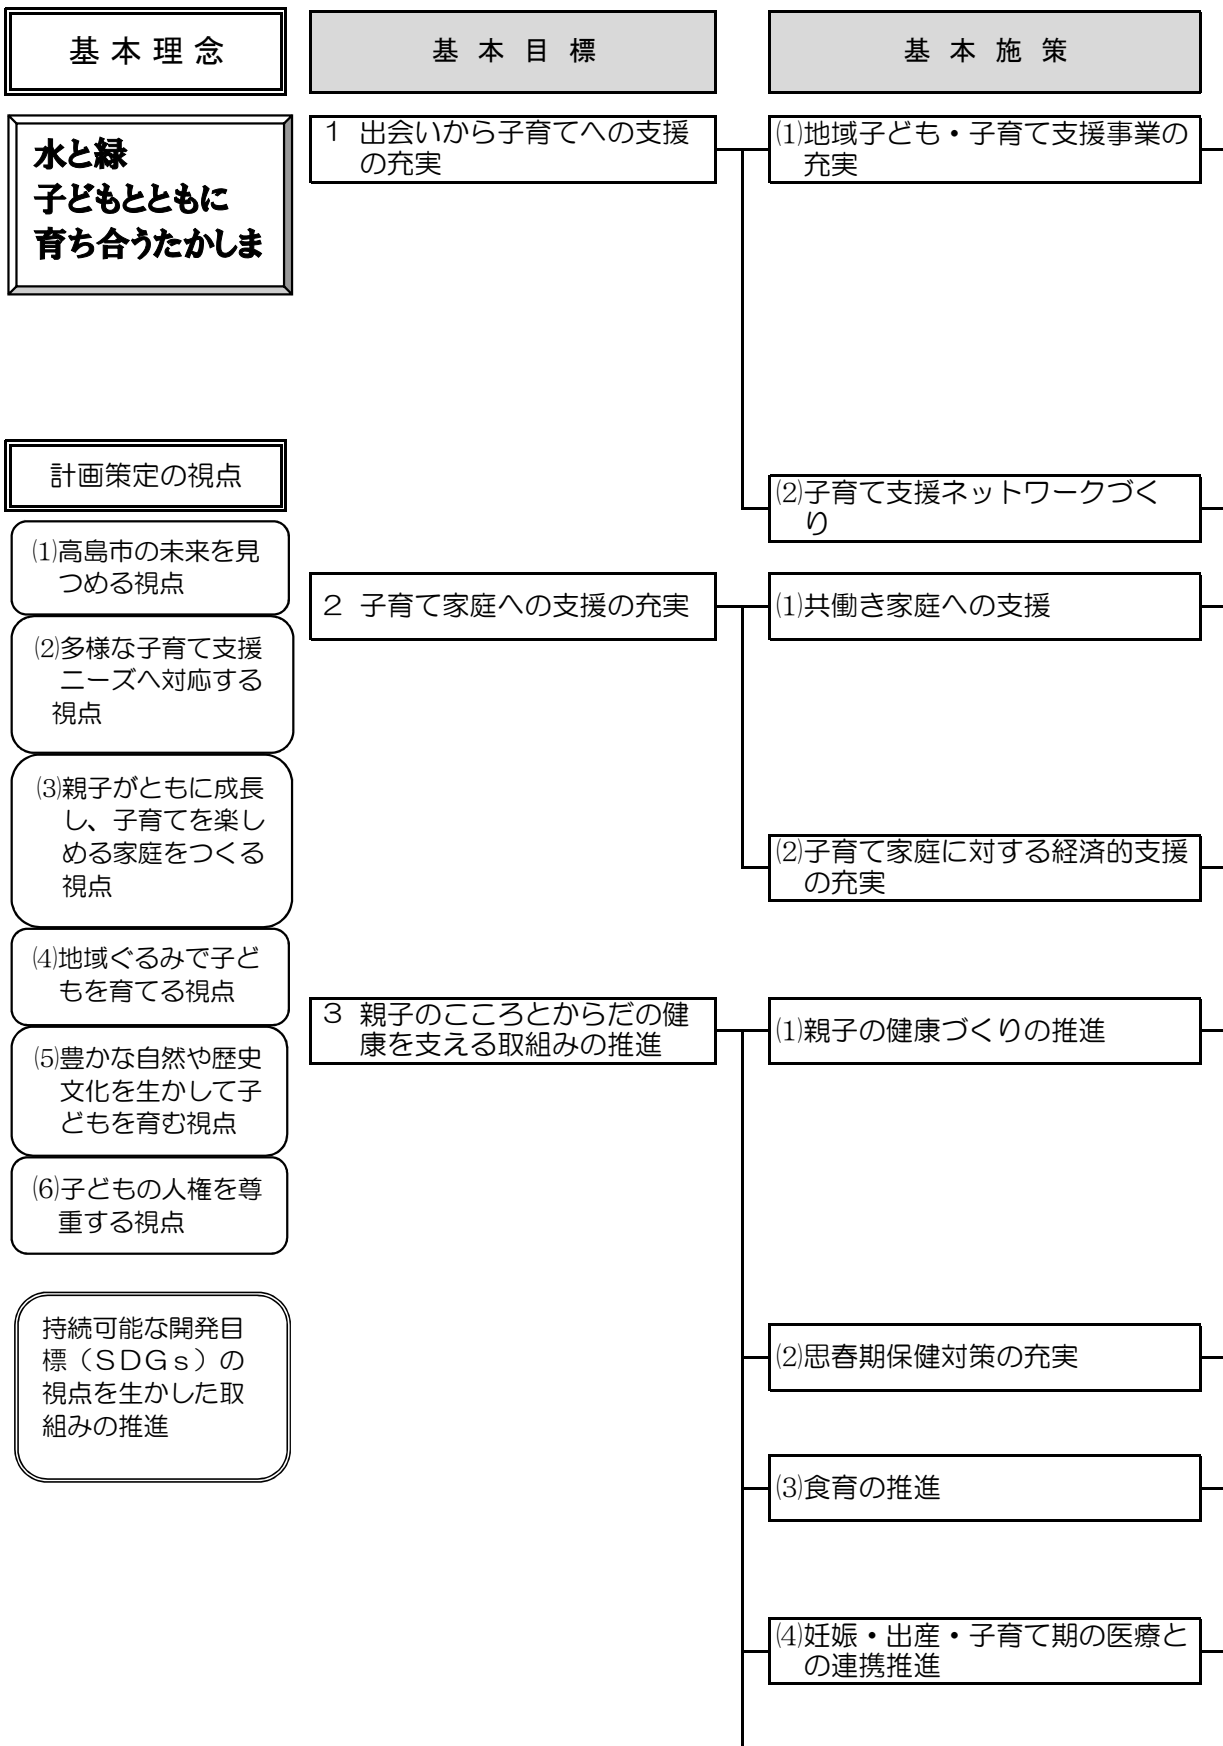 基本理念
水と緑
子どもとともに
育ち合うたかしま
計画策定の視点
⑴高島市の未来を見
つめる視点
⑵多様な子育て支援
ニーズへ対応する
視点
⑶親子がともに成長
し、子育てを楽し
める家庭をつくる
視点
⑷地域ぐるみで子ど
もを育てる視点
⑸豊かな自然や歴史
文化を生かして子
どもを育む視点
⑹子どもの人権を尊
重する視点
持続可能な開発目
標（ＳＤＧｓ）の
視点を生かした取
組みの推進
基本目標
１ 出会いから子育てへの支援
の充実
２ 子育て家庭への支援の充実
３ 親子のこころとからだの健
康を支える取組みの推進
基本施策
⑴地域子ども・子育て支援事業の
充実
⑵子育て支援ネットワークづく
り
⑴共働き家庭への支援
⑵子育て家庭に対する経済的支援
の充実
⑴親子の健康づくりの推進
⑵思春期保健対策の充実
⑶食育の推進
⑷妊娠・出産・子育て期の医療と
の連携推進